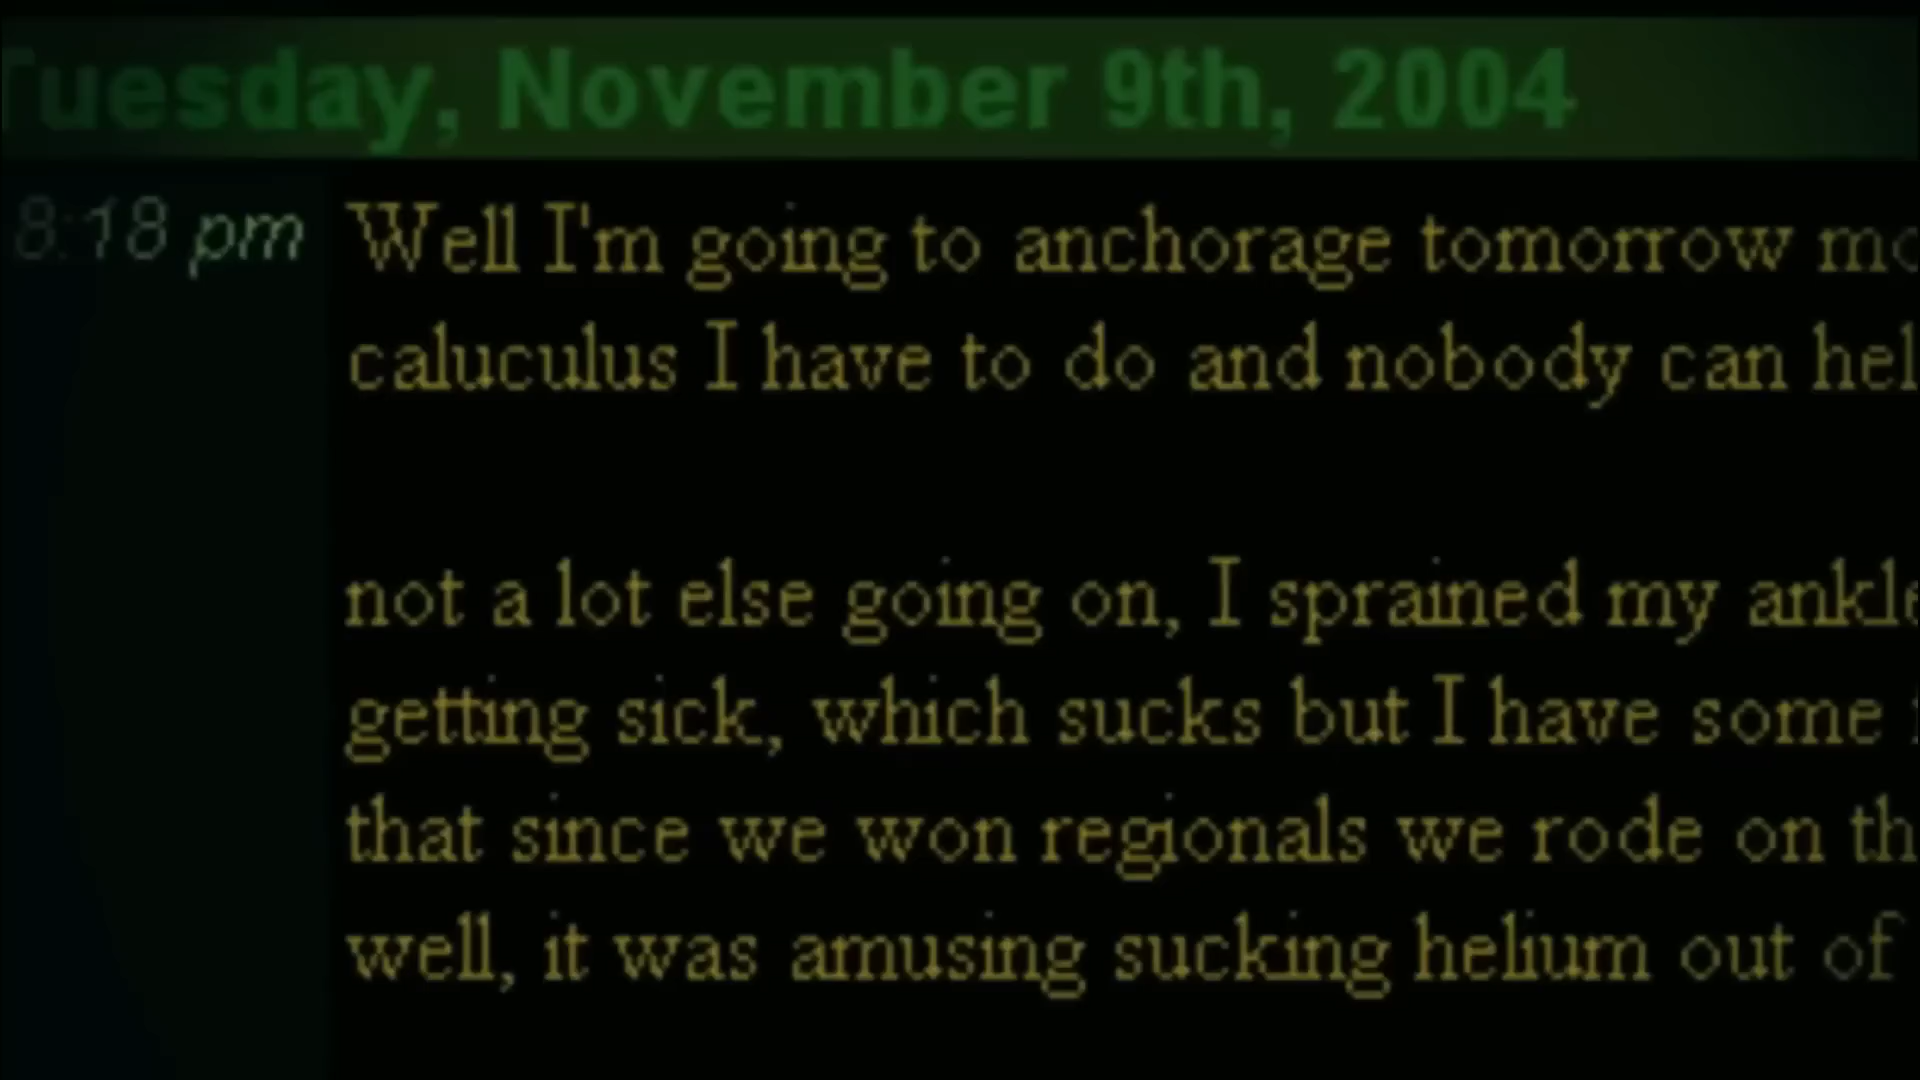 Tuesday, November 9th, 2004
8:18 pm
Well I'm going to anchorage tomorrow
caluculus I have to do and nobody can
not a lot else going on, I sprained my
getting sick, which sucks but I have some
that since we won regionals we rode on
well, it was amusing sucking helium out of